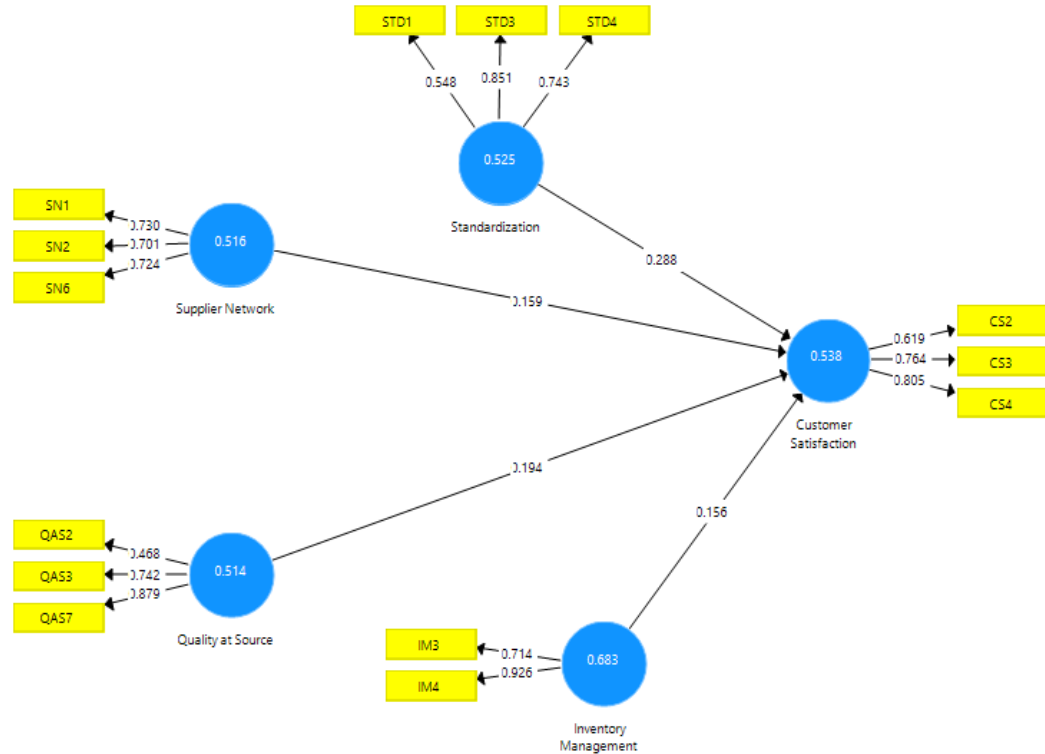 STD1
STD3
STD4
0.548
0.851
0.743
0.525
Standardization
SN1
SN2
SN6
0.730
0.701
0.724
0.516
Supplier Network
0.288
0.159
0.538
Customer
Satisfaction
0.619
0.764
0.805
CS2
CS3
CS4
0.194
0.156
QAS2
QAS3
QAS7
0.468
0.742
0.879
0.514
Quality at Source
IM3
IM4
0.714
0.926
0.683
Inventory
Management